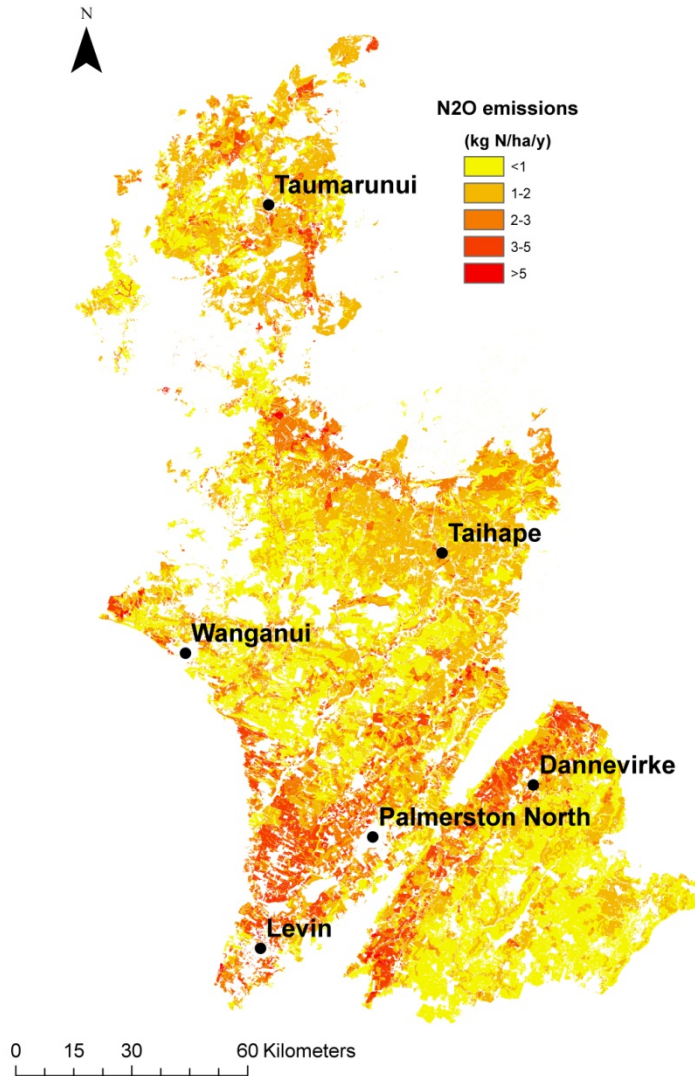 N
N2O emissions
(kg N/ha/y)
<1
1-2
2-3
3-5
>5
Taumarunui
Taihape
Wanganui
Dannevirke
Palmerston North
Levin
0 15 30 60 Kilometers